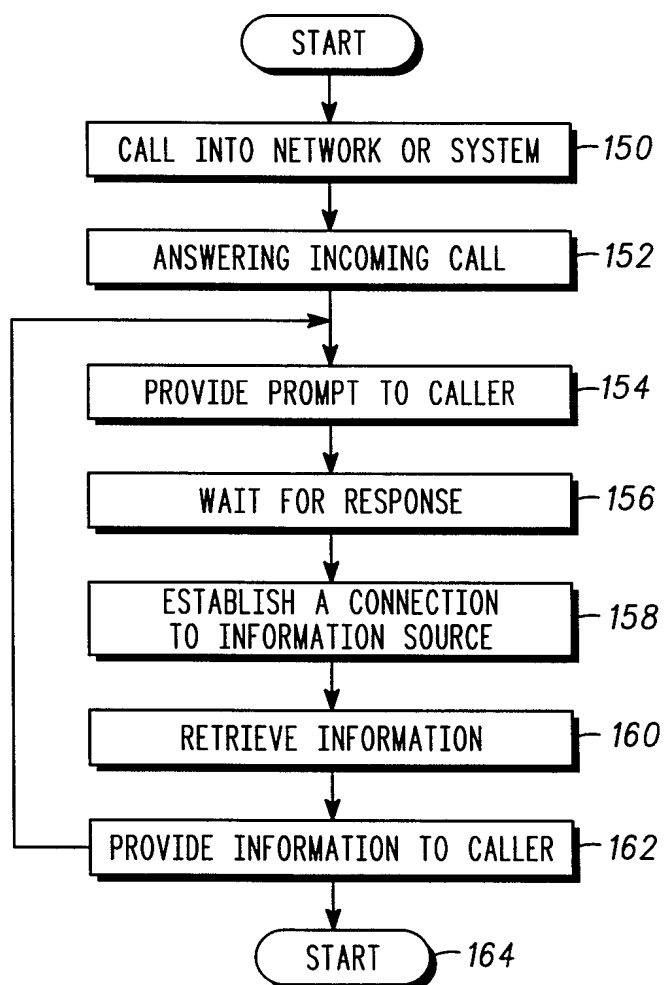 START
CALL INTO NETWORK OR SYSTEM 150
ANSWERING INCOMING CALL 152
PROVIDE PROMPT TO CALLER 154
WAIT FOR RESPONSE 156
ESTABLISH A CONNECTION
TO INFORMATION SOURCE 158
RETRIEVE INFORMATION 160
PROVIDE INFORMATION TO CALLER 162
START 164